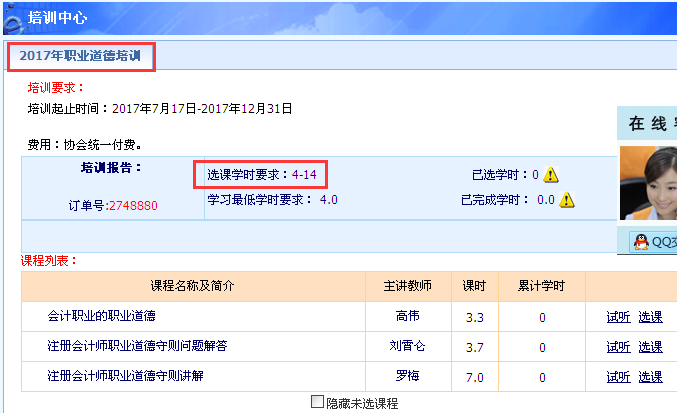 培训中心
2017年职业道德培训
培训要求：
培训起止时间：2017年7月17日-2017年12月31日
费用：协会统一付费。
在 线
培训报告： 选课学时要求：4-14 已选学时：0
订单号:2748880 学习最低学时要求： 4.0 已完成学时： 0.0
QQ交
课程列表：
课程名称及简介 主讲教师 课时 累计学时
会计职业的职业道德 高伟 3.3 0 试听 选课
注册会计师职业道德守则问题解答 刘霄仑 3.7 0 试听 选课
注册会计师职业道德守则讲解 罗梅 7.0 0 试听 选课
隐藏未选课程